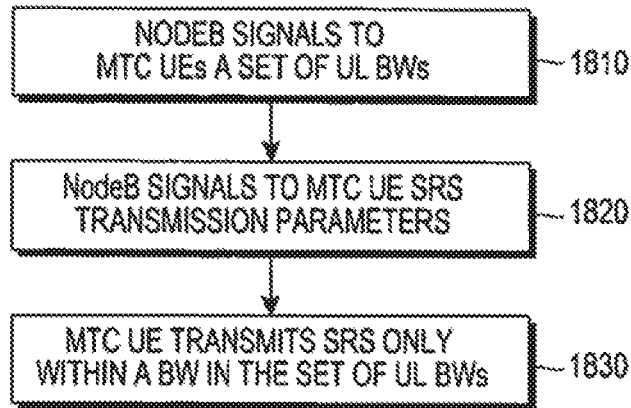 NODEB SIGNALS TO
MTC UEs A SET OF UL BWs
1810
NodeB SIGNALS TO MTC UE SRS
TRANSMISSION PARAMETERS
1820
MTC UE TRANSMITS SRS ONLY
WITHIN A BW IN THE SET OF UL BWs
1830